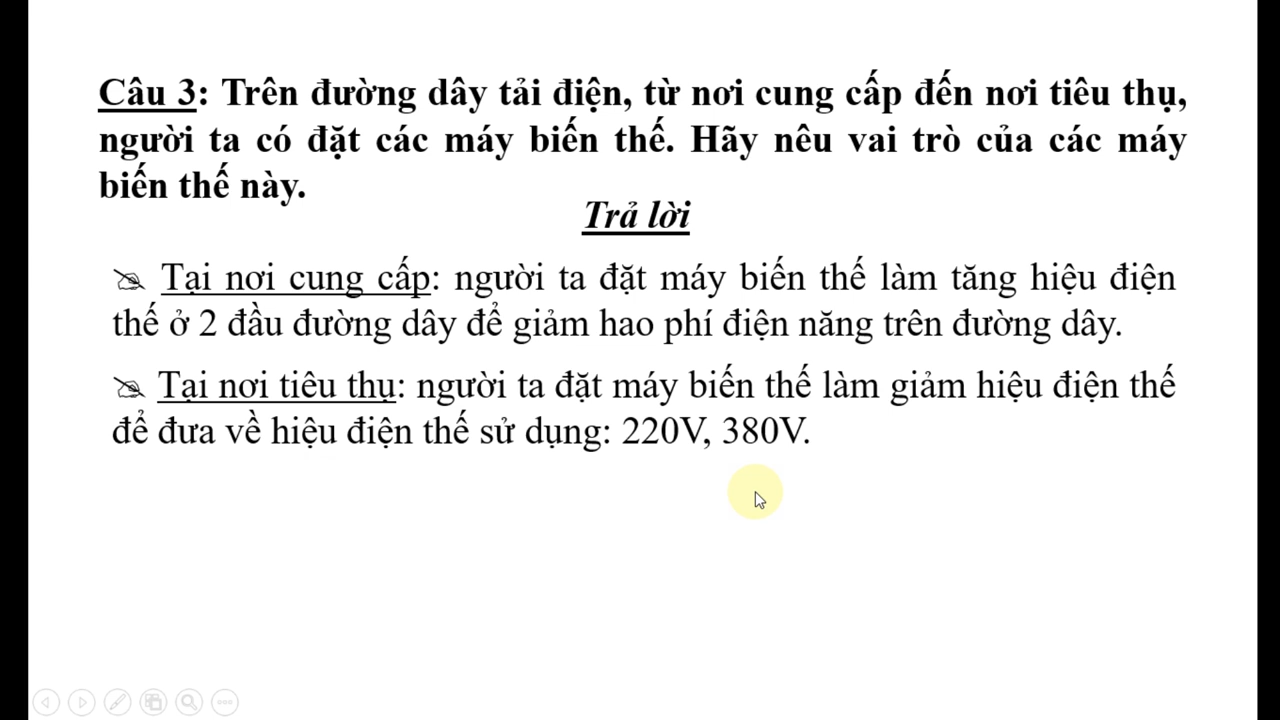 Câu 3: Trên đường dây tải điện, từ nơi cung cấp đến nơi tiêu thụ,
người ta có đặt các máy biến thế. Hãy nêu vai trò của các máy
biến thế này.
Trả lời
Tại nơi cung cấp: người ta đặt máy biến thế làm tăng hiệu điện
thế ở 2 đầu đường dây để giảm hao phí điện năng trên đường dây.
Tại nơi tiêu thụ: người ta đặt máy biến thế làm giảm hiệu điện thế
để đưa về hiệu điện thế sử dụng: 220V, 380V.